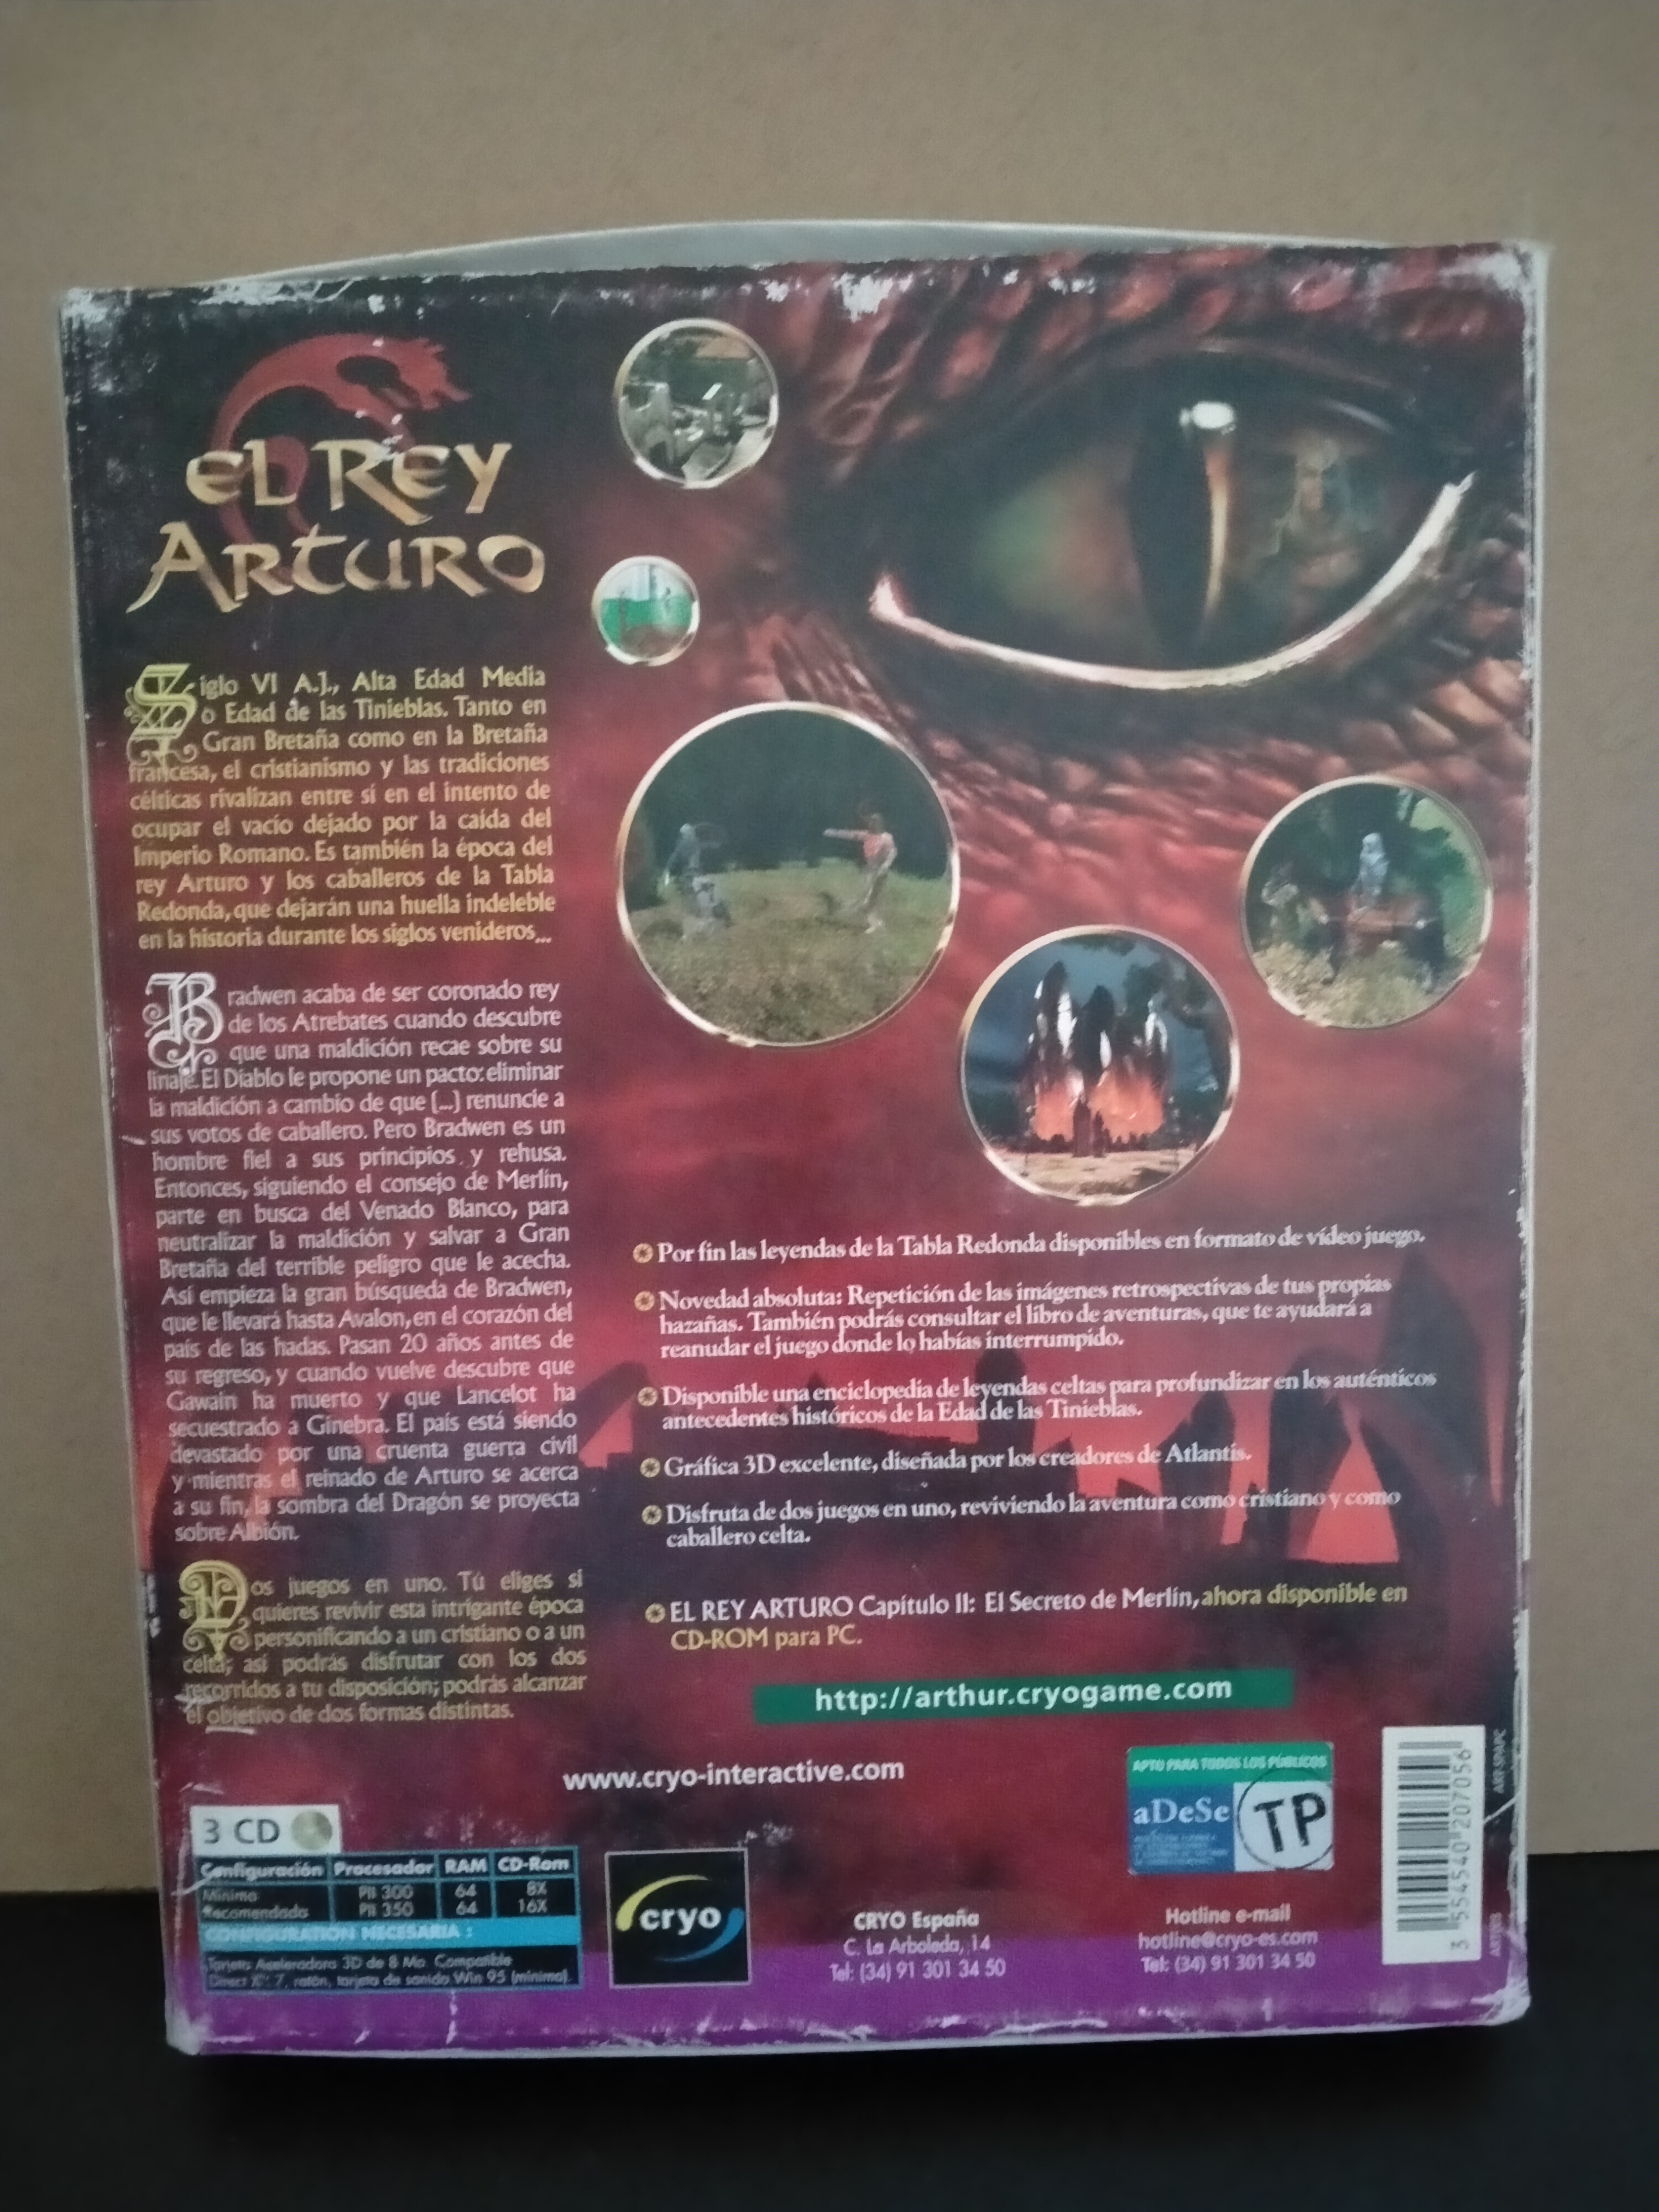 EL REY
ARTURO
Siglo VI A.J., Alta Edad Media
o Edad de las Tinieblas. Tanto en
Gran Bretaña como en la Bretaña
francesa, el cristianismo y las tradiciones
célticas rivalizan entre sí en el intento de
ocupar el vacío dejado por la caída del
Imperio Romano. Es también la época del
rey Arturo y los caballeros de la Tabla
Redonda, que dejarán una huella indeleble
en la historia durante los siglos venideros...
Bradwen acaba de ser coronado rey
de los Atrebates cuando descubre
que una maldición recae sobre su
linaje. El Diablo le propone un pacto: eliminar
la maldición a cambio de que (...) renuncie a
sus votos de caballero. Pero Bradwen es un
hombre fiel a sus principios y rehusa.
Entonces, siguiendo el consejo de Merlín,
parte en busca del Venado Blanco, para
neutralizar la maldición y salvar a Gran
Bretaña del terrible peligro que le acecha.
Así empieza la gran búsqueda de Bradwen,
que le llevará hasta Avalon, en el corazón del
país de las hadas. Pasan 20 años antes de
su regreso, y cuando vuelve descubre que
Gawain ha muerto y que Lancelot ha
secuestrado a Ginebra. El país está siendo
devastado por una cruenta guerra civil
y mientras el reinado de Arturo se acerca
a su fin, la sombra del Dragón se proyecta
sobre Albión.
Dos juegos en uno. Tú eliges si
quieres revivir esta intrigante época
personificando a un cristiano o a un
celta; así podrás disfrutar con los dos
recorridos a tu disposición; podrás alcanzar
el objetivo de dos formas distintas.
Por fin las leyendas de la Tabla Redonda disponibles en formato de vídeo juego.
Novedad absoluta: Repetición de las imágenes retrospectivas de tus propias
hazañas. También podrás consultar el libro de aventuras, que te ayudará a
reanudar el juego donde lo habías interrumpido.
Disponible una enciclopedia de leyendas celtas para profundizar en los auténticos
antecedentes históricos de la Edad de las Tinieblas.
Gráfica 3D excelente, diseñada por los creadores de Atlantis.
Disfruta de dos juegos en uno, reviviendo la aventura como cristiano y como
caballero celta.
EL REY ARTURO Capítulo II: El Secreto de Merlín, ahora disponible en
CD-ROM para PC.
http://arthur.cryogame.com
www.cryo-interactive.com
APTO PARA TODOS LOS PÚBLICOS
aDeSe
TP
3 CD
Configuración Procesador RAM CD-Rom
Mínimo PII 300 64 8X
Recomendado PII 350 64 16X
CONFIGURATION NECESARIA :
Tarjeta Aceleradora 3D de 8 Mo Compatible
Direct X 7, ratón, tarjeta de sonido Win 95 (mínimo).
cryo
CRYO España
C. La Arboleda, 14
Tel: (34) 91 301 34 50
Hotline e-mail
hotline@cryo-es.com
Tel: (34) 91 301 34 50
3 554540 207056